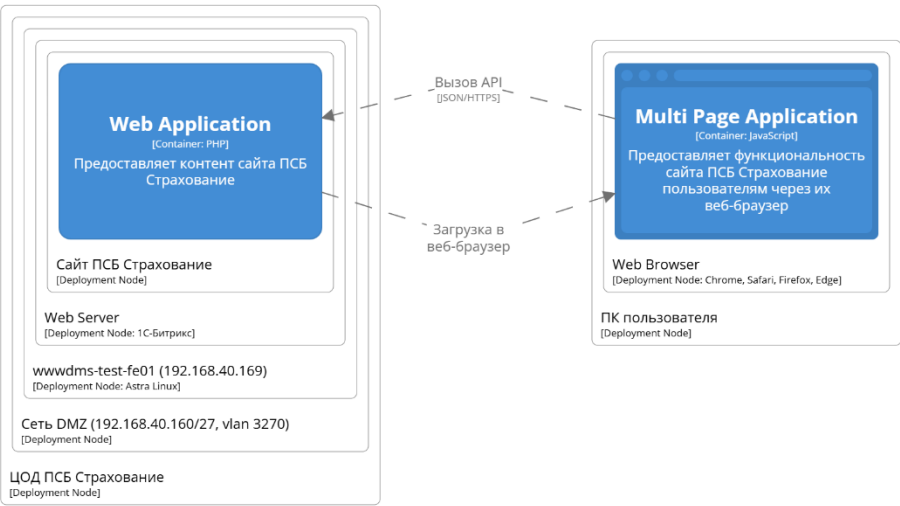 Web Application
[Container: PHP]
Предоставляет контент сайта ПСБ
Страхование
Сайт ПСБ Страхование
[Deployment Node]
Web Server
[Deployment Node: 1С-Битрикс]
wwwdms-test-fe01 (192.168.40.169)
[Deployment Node: Astra Linux]
Сеть DMZ (192.168.40.160/27, vlan 3270)
[Deployment Node]
ЦОД ПСБ Страхование
[Deployment Node]
Вызов API
[JSON/HTTPS]
Загрузка в
веб-браузер
Multi Page Application
[Container: JavaScript]
Предоставляет функциональность
сайта ПСБ Страхование
пользователям через их
веб-браузер
Web Browser
[Deployment Node: Chrome, Safari, Firefox, Edge]
ПК пользователя
[Deployment Node]